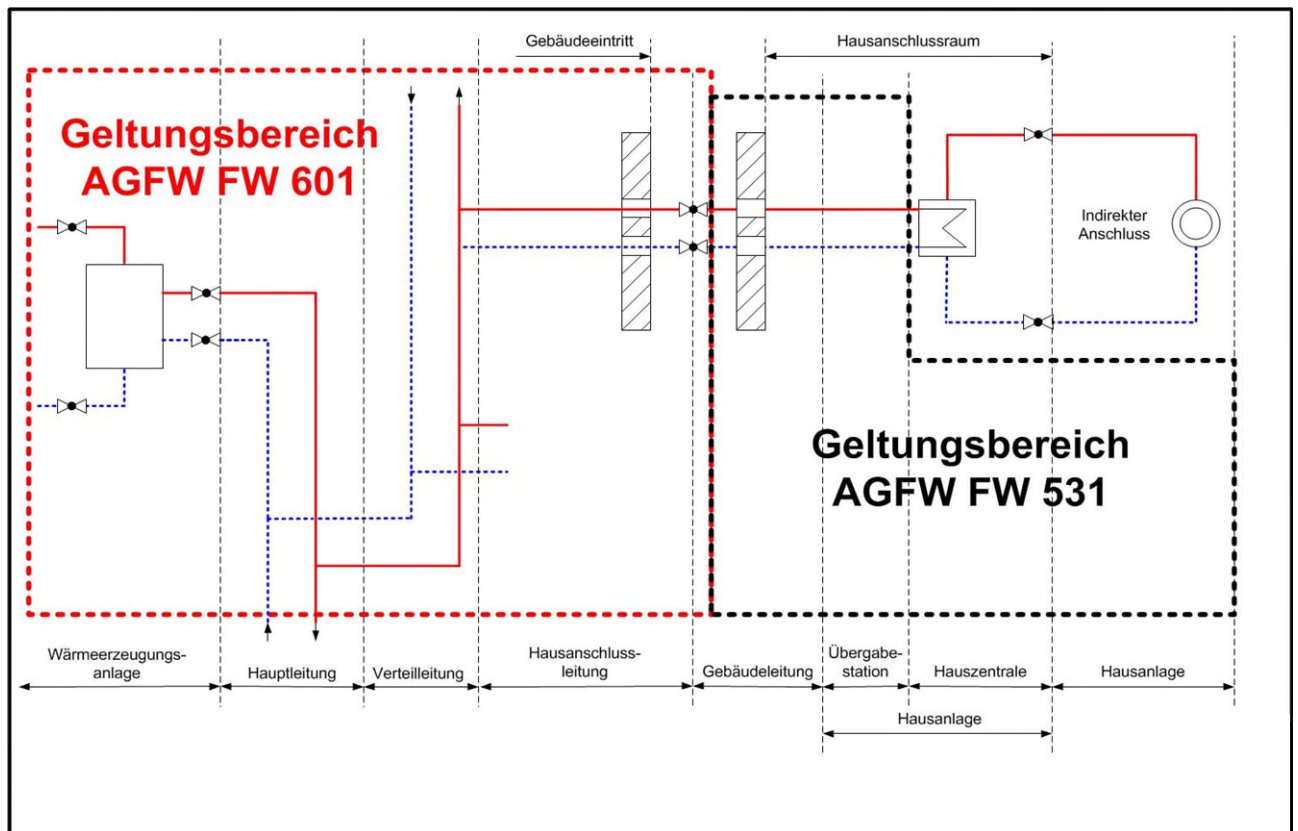 Gebäudeeintritt
Hausanschlussraum
Geltungsbereich
AGFW FW 601
Indirekter
Anschluss
Geltungsbereich
AGFW FW 531
Wärmeerzeugungs-
anlage
Hauptleitung
Verteilleitung
Hausanschluss-
leitung
Gebäudeleitung
Übergabe-
station
Hauszentrale
Hausanlage
Hausanlage